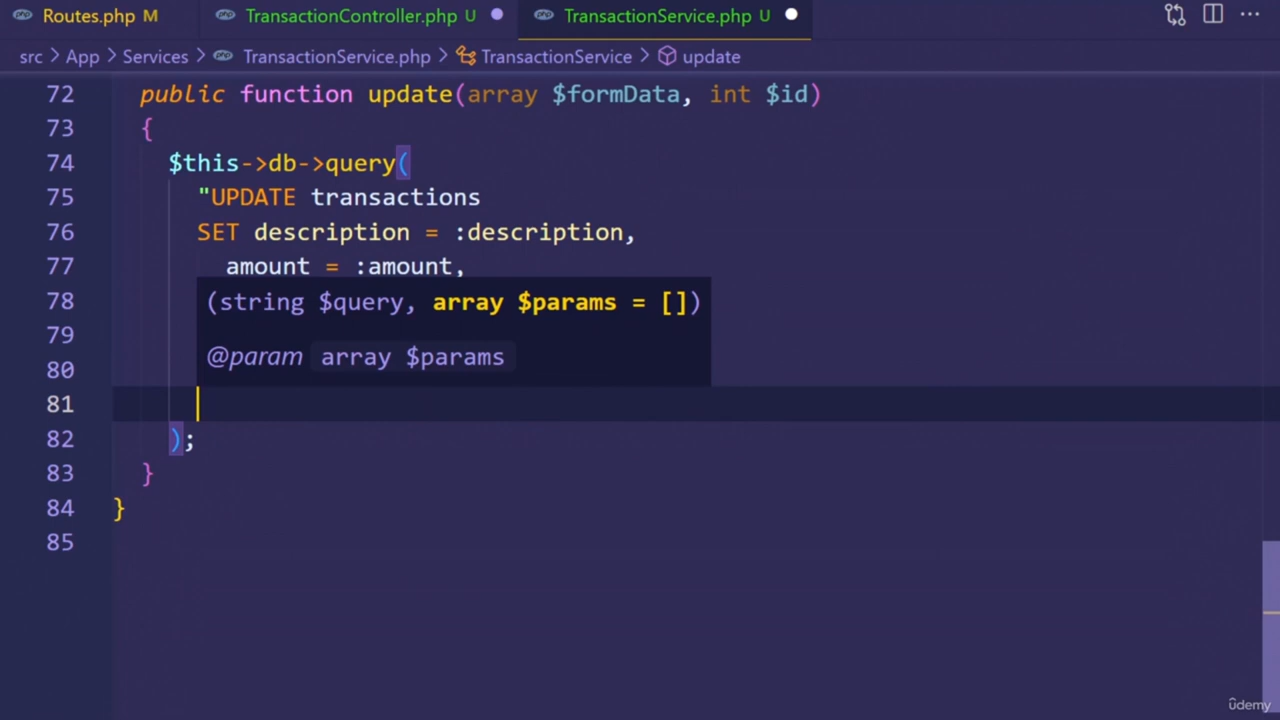 Routes.php M
TransactionController.php U
TransactionService.php U
src > App > Services > TransactionService.php > TransactionService > update
72 public function update(array $formData, int $id)
73 {
74 $this->db->query(
75 "UPDATE transactions
76 SET description = :description,
77 amount = :amount,
78 (string $query, array $params = [])
79
@param array $params
80
81
82 );
83 }
84 }
85
ûdemy